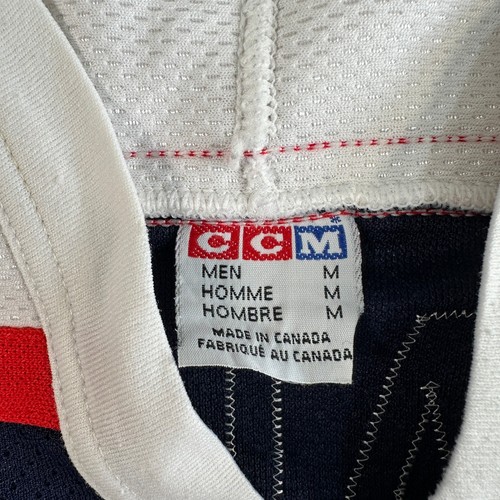 CCM
MEN M
HOMME M
HOMBRE M
MADE IN CANADA
FABRIQUÉ AU CANADA